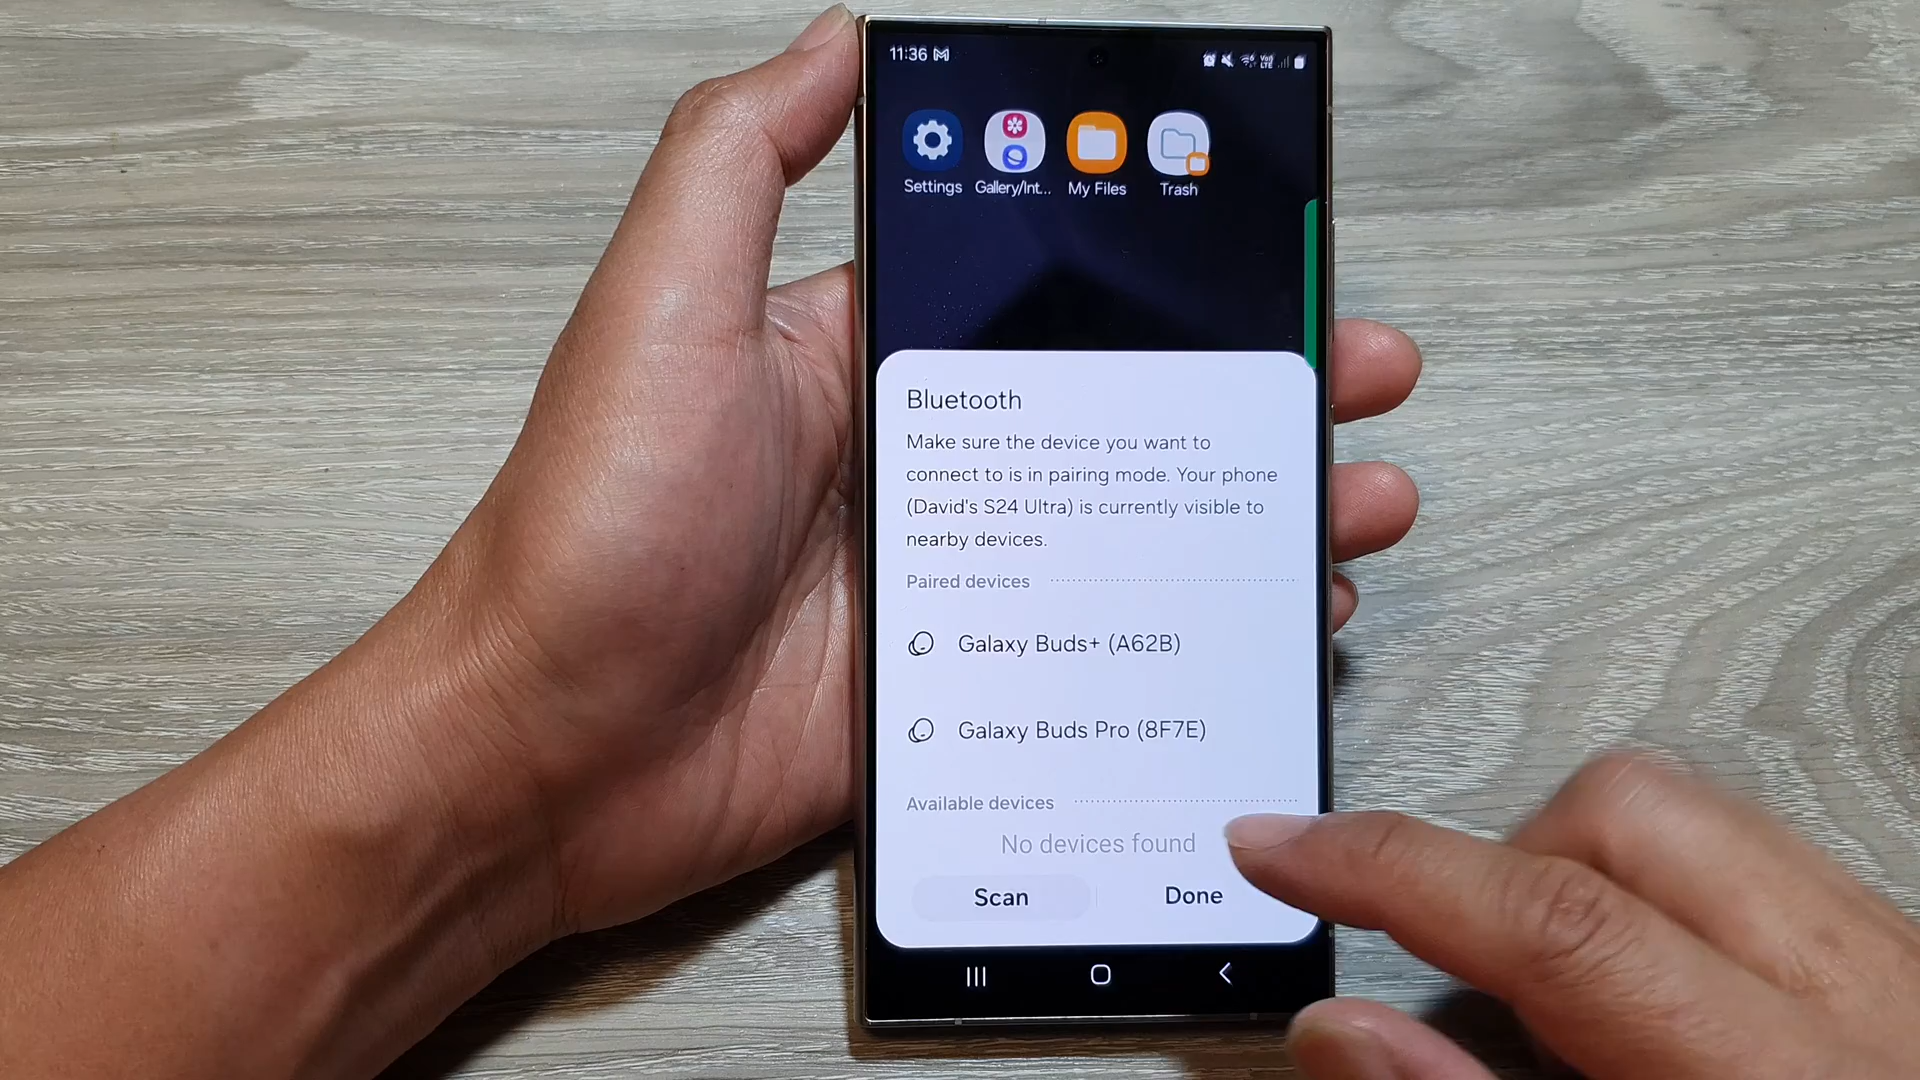 11:36
Settings
Gallery/Int...
My Files
Trash
Bluetooth
Make sure the device you want to
connect to is in pairing mode. Your phone
(David's S24 Ultra) is currently visible to
nearby devices.
Paired devices
Galaxy Buds+ (A62B)
Galaxy Buds Pro (8F7E)
Available devices
No devices found
Scan
Done